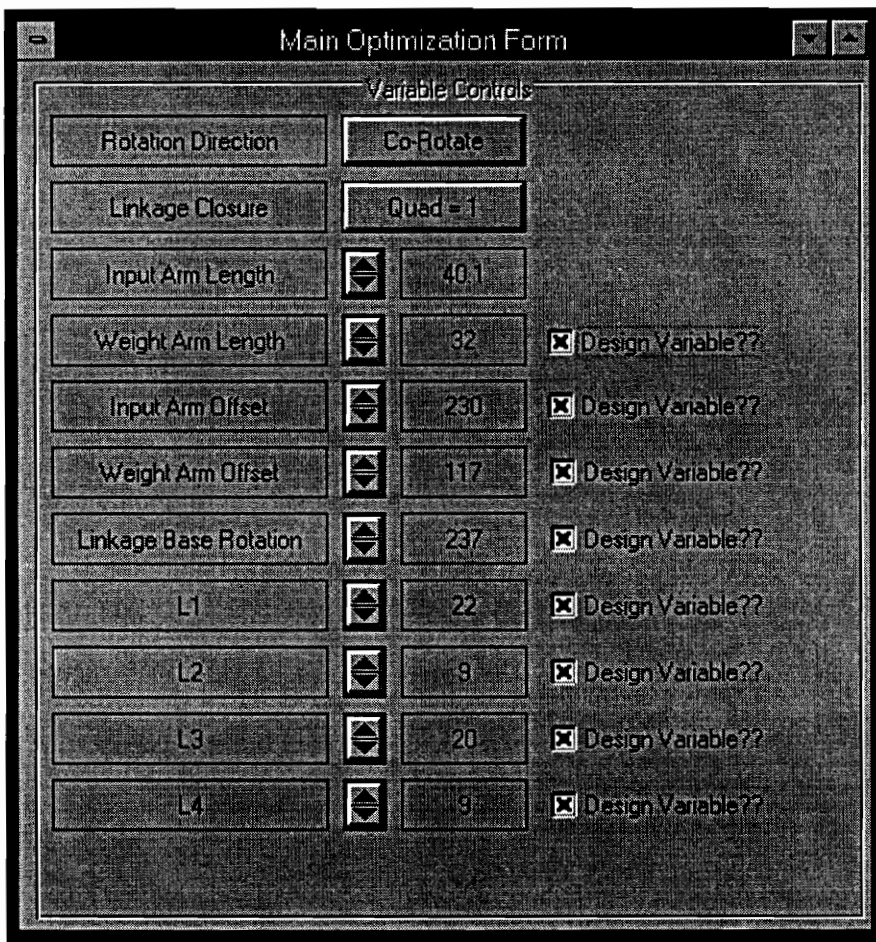 Main Optimization Form
Variable Controls
Rotation Direction Co-Rotate
Linkage Closure Quad = 1
Input Arm Length 40.1
Weight Arm Length 32 Design Variable??
Input Arm Offset 230 Design Variable??
Weight Arm Offset 117 Design Variable??
Linkage Base Rotation 237 Design Variable??
L1 22 Design Variable??
L2 9 Design Variable??
L3 20 Design Variable??
L4 9 Design Variable??